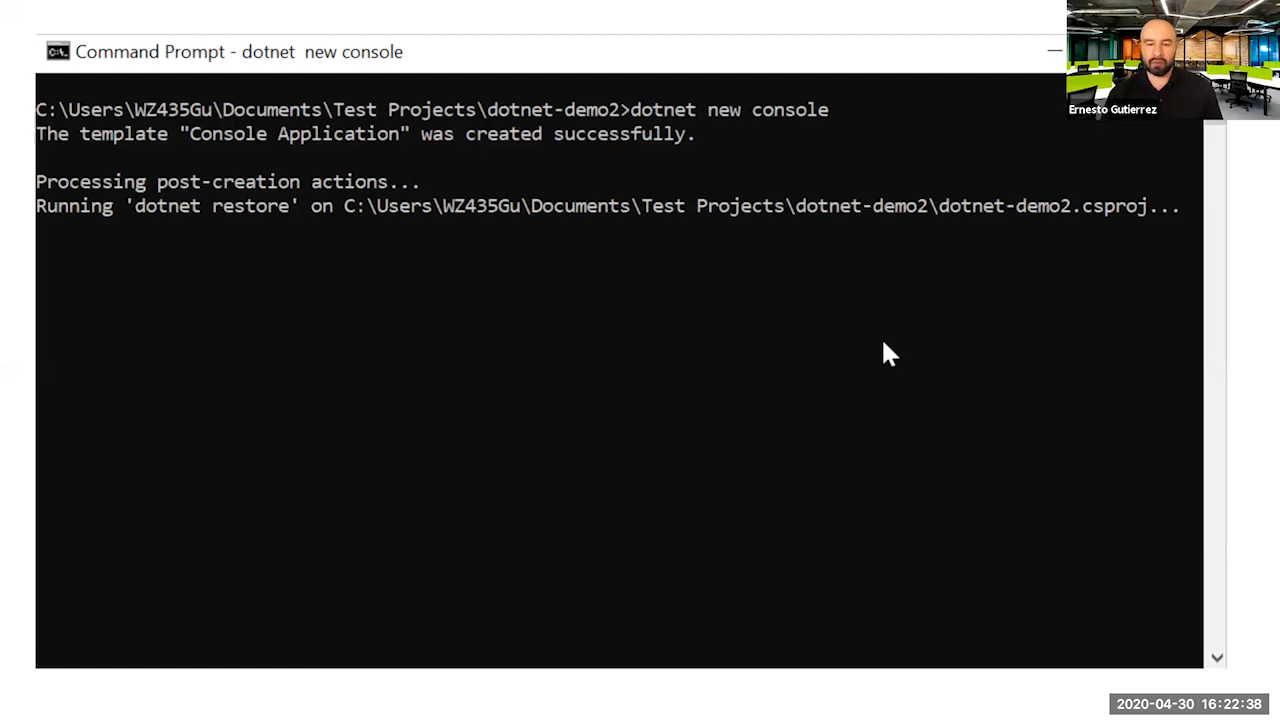 Command Prompt - dotnet  new console
C:\Users\WZ435Gu\Documents\Test Projects\dotnet-demo2>dotnet new console
The template "Console Application" was created successfully.
Processing post-creation actions...
Running 'dotnet restore' on C:\Users\WZ435Gu\Documents\Test Projects\dotnet-demo2\dotnet-demo2.csproj...
Ernesto Gutierrez
2020-04-30 16:22:38